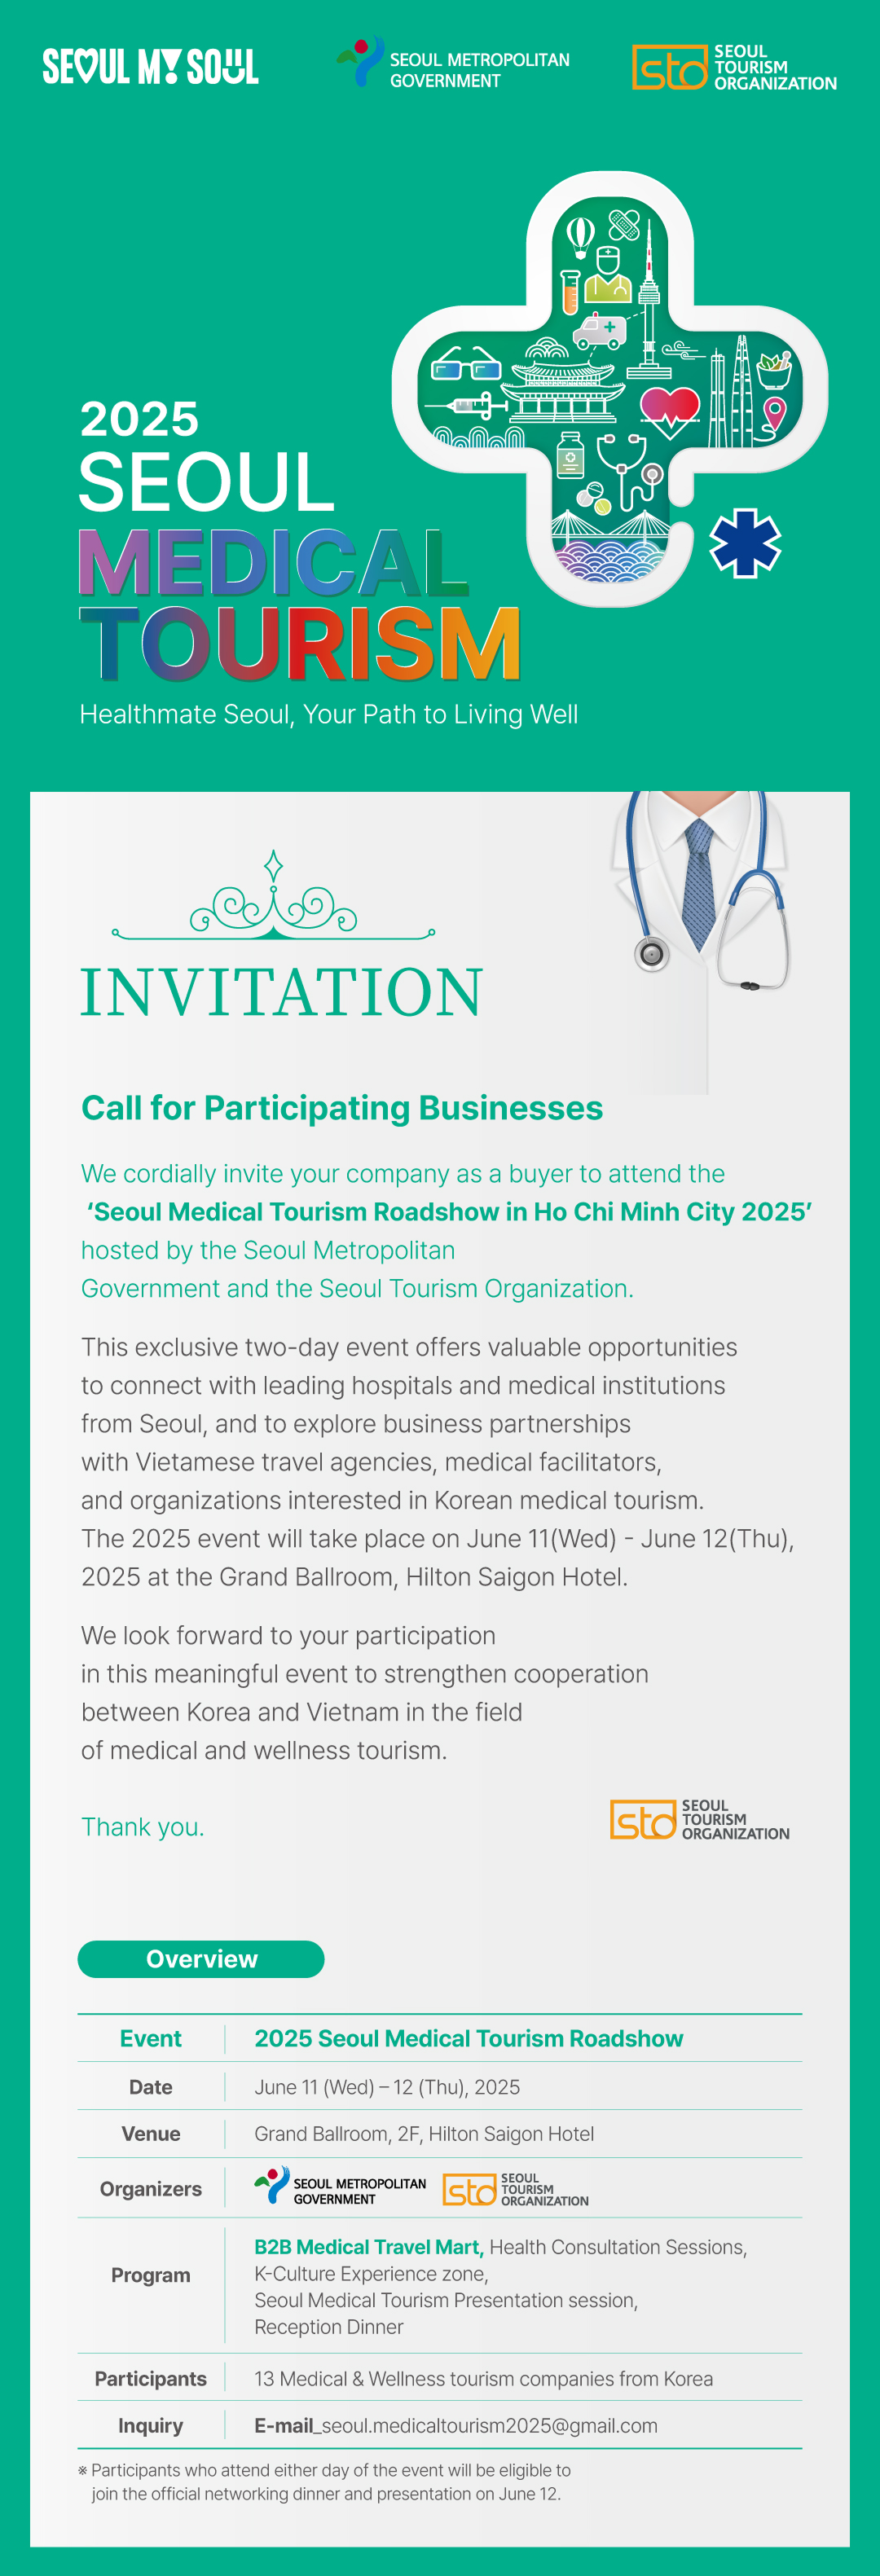 SEOUL MY SOUL
SEOUL METROPOLITAN
GOVERNMENT
sto
SEOUL
TOURISM
ORGANIZATION
2025
SEOUL
MEDICAL
TOURISM
Healthmate Seoul, Your Path to Living Well
INVITATION
Call for Participating Businesses
We cordially invite your company as a buyer to attend the
‘Seoul Medical Tourism Roadshow in Ho Chi Minh City 2025’
hosted by the Seoul Metropolitan
Government and the Seoul Tourism Organization.
This exclusive two-day event offers valuable opportunities
to connect with leading hospitals and medical institutions
from Seoul, and to explore business partnerships
with Vietamese travel agencies, medical facilitators,
and organizations interested in Korean medical tourism.
The 2025 event will take place on June 11(Wed) - June 12(Thu),
2025 at the Grand Ballroom, Hilton Saigon Hotel.
We look forward to your participation
in this meaningful event to strengthen cooperation
between Korea and Vietnam in the field
of medical and wellness tourism.
Thank you.
sto
SEOUL
TOURISM
ORGANIZATION
Overview
Event 2025 Seoul Medical Tourism Roadshow
Date June 11 (Wed) – 12 (Thu), 2025
Venue Grand Ballroom, 2F, Hilton Saigon Hotel
Organizers
SEOUL METROPOLITAN
GOVERNMENT
sto
SEOUL
TOURISM
ORGANIZATION
Program
B2B Medical Travel Mart, Health Consultation Sessions,
K-Culture Experience zone,
Seoul Medical Tourism Presentation session,
Reception Dinner
Participants 13 Medical & Wellness tourism companies from Korea
Inquiry E-mail_seoul.medicaltourism2025@gmail.com
※ Participants who attend either day of the event will be eligible to
join the official networking dinner and presentation on June 12.